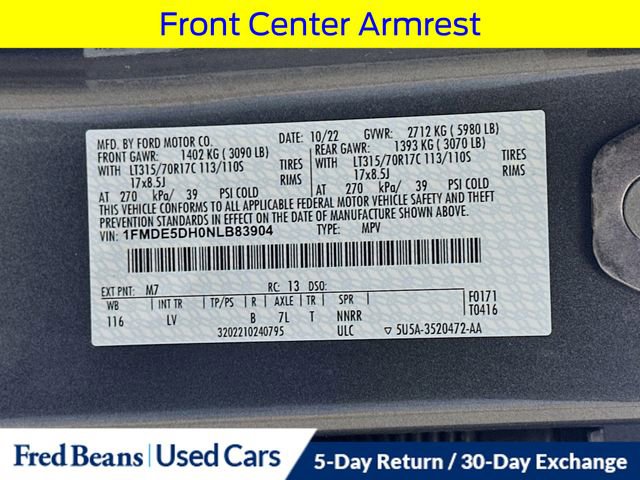 Front Center Armrest
MFD. BY FORD MOTOR CO. DATE: 10/22 GVWR: 2712 KG ( 5980 LB)
FRONT GAWR: 1402 KG ( 3090 LB) REAR GAWR: 1393 KG ( 3070 LB)
WITH LT315/70R17C 113/110S TIRES WITH LT315/70R17C 113/110S TIRES
17x8.5J RIMS 17x8.5J RIMS
AT 270 kPa/ 39 PSI COLD AT 270 kPa/ 39 PSI COLD
THIS VEHICLE CONFORMS TO ALL APPLICABLE FEDERAL MOTOR VEHICLE SAFETY AND THEFT
PREVENTION STANDARDS IN EFFECT ON THE DATE OF MANUFACTURE SHOWN ABOVE.
VIN: 1FMDE5DH0NLB83904 TYPE: MPV
EXT PNT: M7 RC: 13 DSO: F0171
WB INT TR TP/PS R AXLE TR SPR T0416
116 LV B 7L T NNRR
3202210240795 ULC ▽ 5U5A-3520472-AA
Fred Beans Used Cars 5-Day Return / 30-Day Exchange